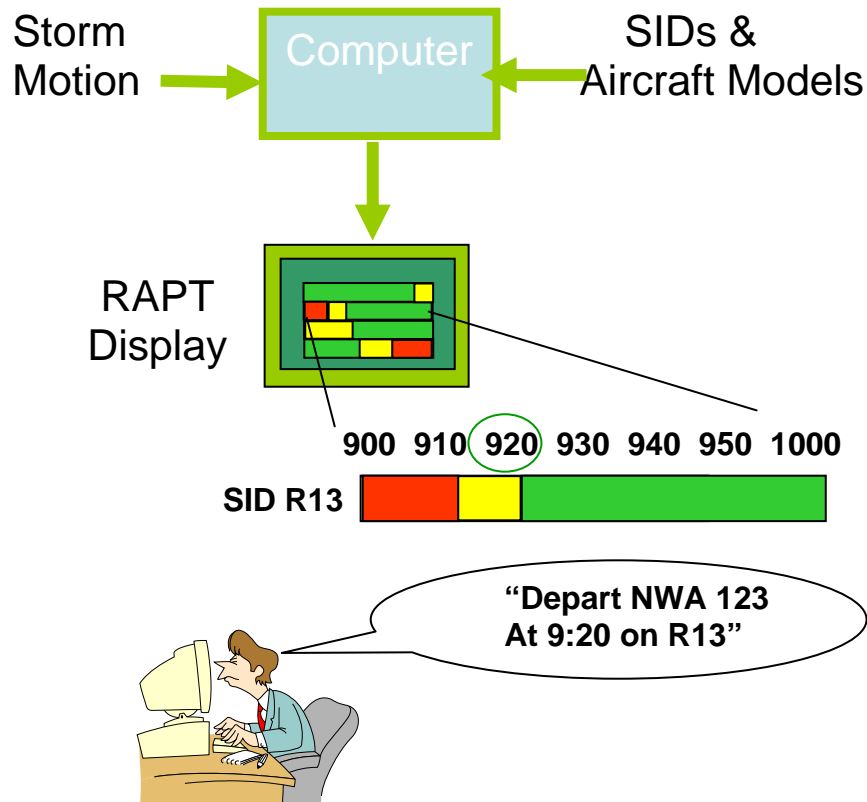 Storm
Motion
Computer
SIDs &
Aircraft Models
RAPT
Display
900 910 920 930 940 950 1000
SID R13
“Depart NWA 123
At 9:20 on R13”